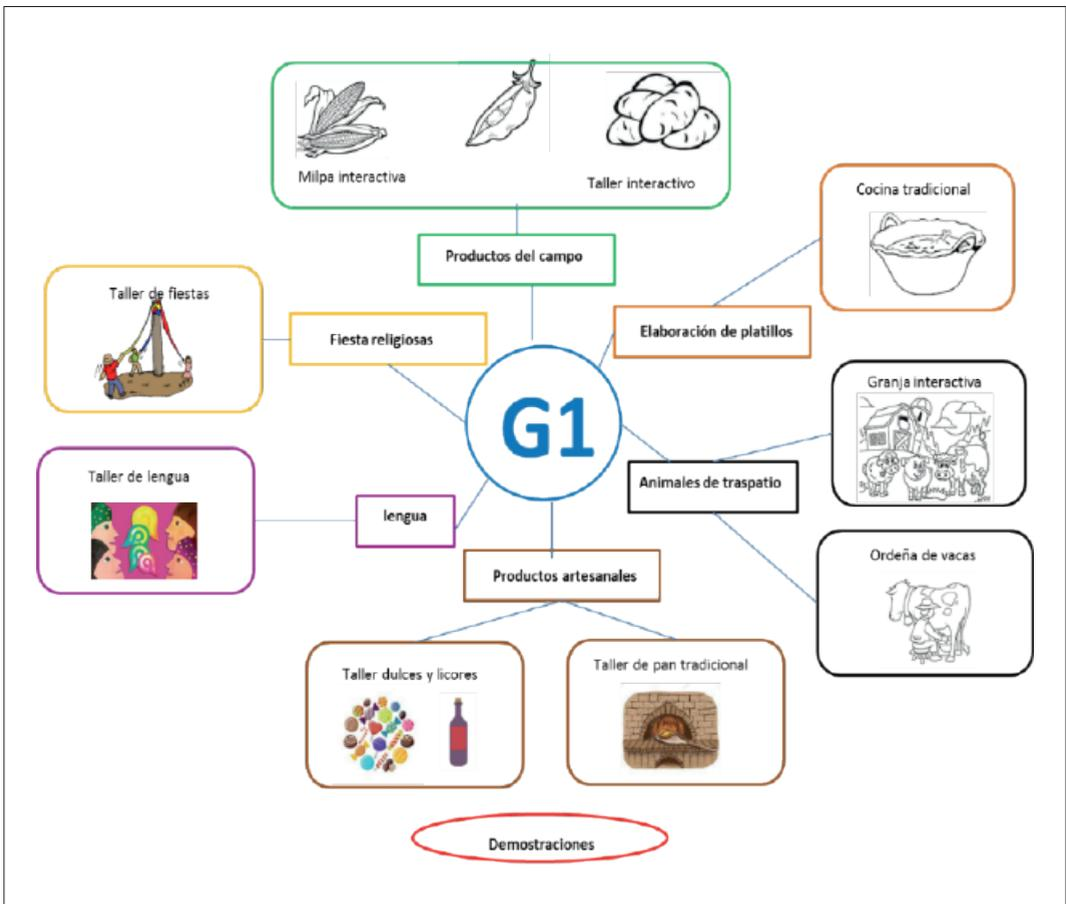 Milpa interactiva
Taller interactivo
Productos del campo
Cocina tradicional
Elaboración de platillos
Taller de fiestas
Fiesta religiosas
G1
Granja interactiva
Animales de traspatio
Ordeña de vacas
Taller de lengua
lengua
Productos artesanales
Taller dulces y licores
Taller de pan tradicional
Demostraciones